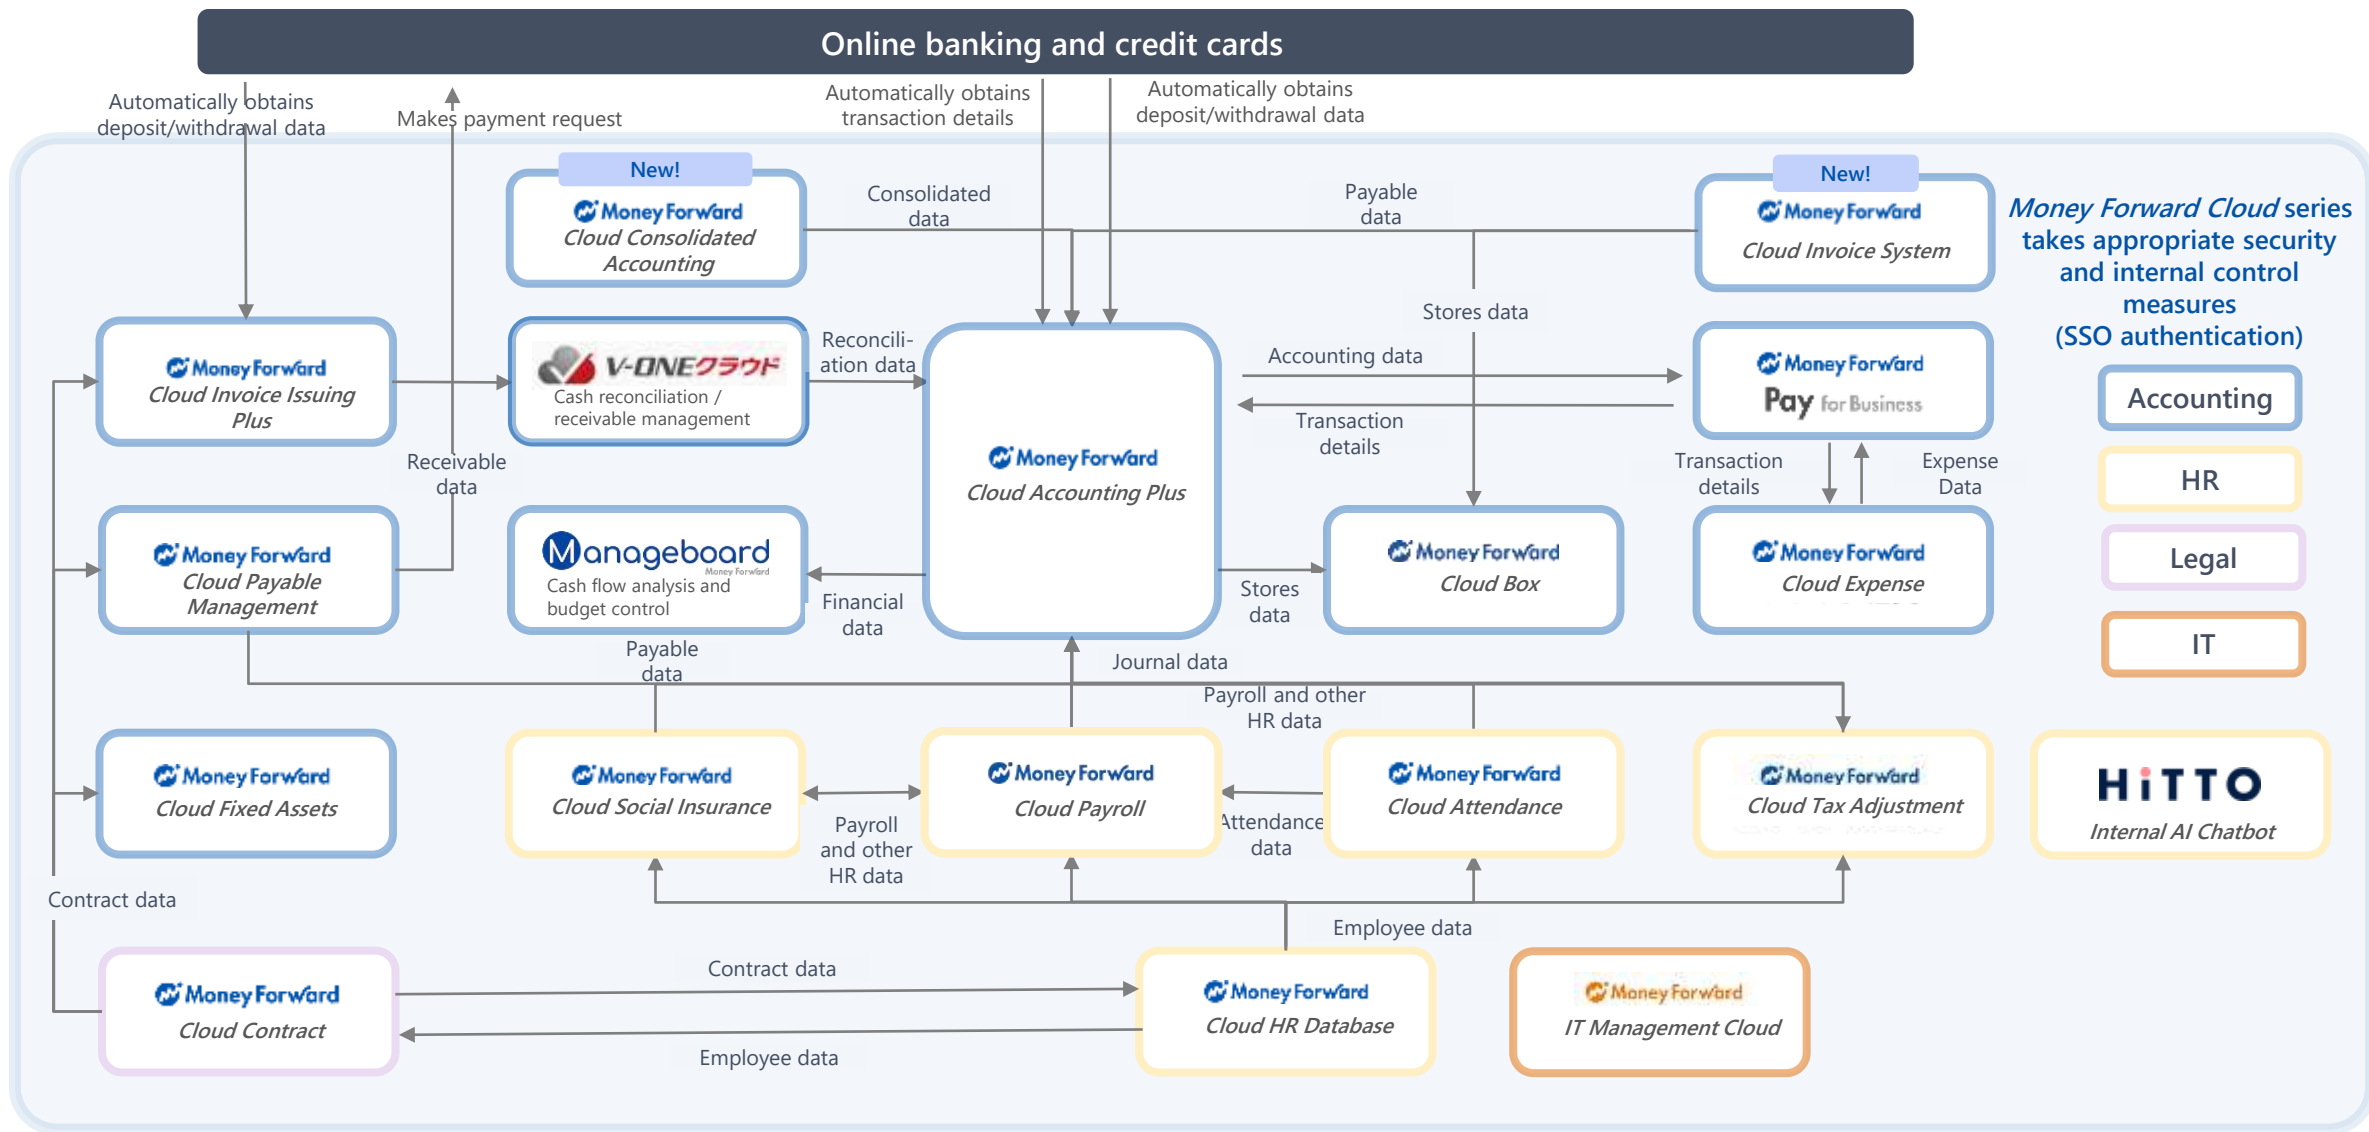 Online banking and credit cards
Automatically obtains
deposit/withdrawal data
Makes payment request
Automatically obtains
transaction details
Automatically obtains
deposit/withdrawal data
New!
Money Forward
Cloud Consolidated
Accounting
Consolidated
data
Payable
data
New!
Money Forward
Cloud Invoice System
Money Forward Cloud series
takes appropriate security
and internal control
measures
(SSO authentication)
Money Forward
Cloud Invoice Issuing
Plus
V-ONEクラウド
Cash reconciliation /
receivable management
Reconcili-
ation data
Money Forward
Cloud Accounting Plus
Accounting data
Transaction
details
Stores data
Money Forward
Pay for Business
Transaction
details
Expense
Data
Accounting
HR
Legal
IT
Receivable
data
Money Forward
Cloud Payable
Management
Manageboard
Money Forward
Cash flow analysis and
budget control
Financial
data
Stores
data
Money Forward
Cloud Box
Money Forward
Cloud Expense
Payable
data
Journal data
Payroll and other
HR data
Money Forward
Cloud Fixed Assets
Money Forward
Cloud Social Insurance
Payroll
and other
HR data
Money Forward
Cloud Payroll
Attendance
data
Money Forward
Cloud Attendance
Money Forward
Cloud Tax Adjustment
HiTTO
Internal AI Chatbot
Contract data
Employee data
Money Forward
Cloud Contract
Contract data
Employee data
Money Forward
Cloud HR Database
Money Forward
IT Management Cloud